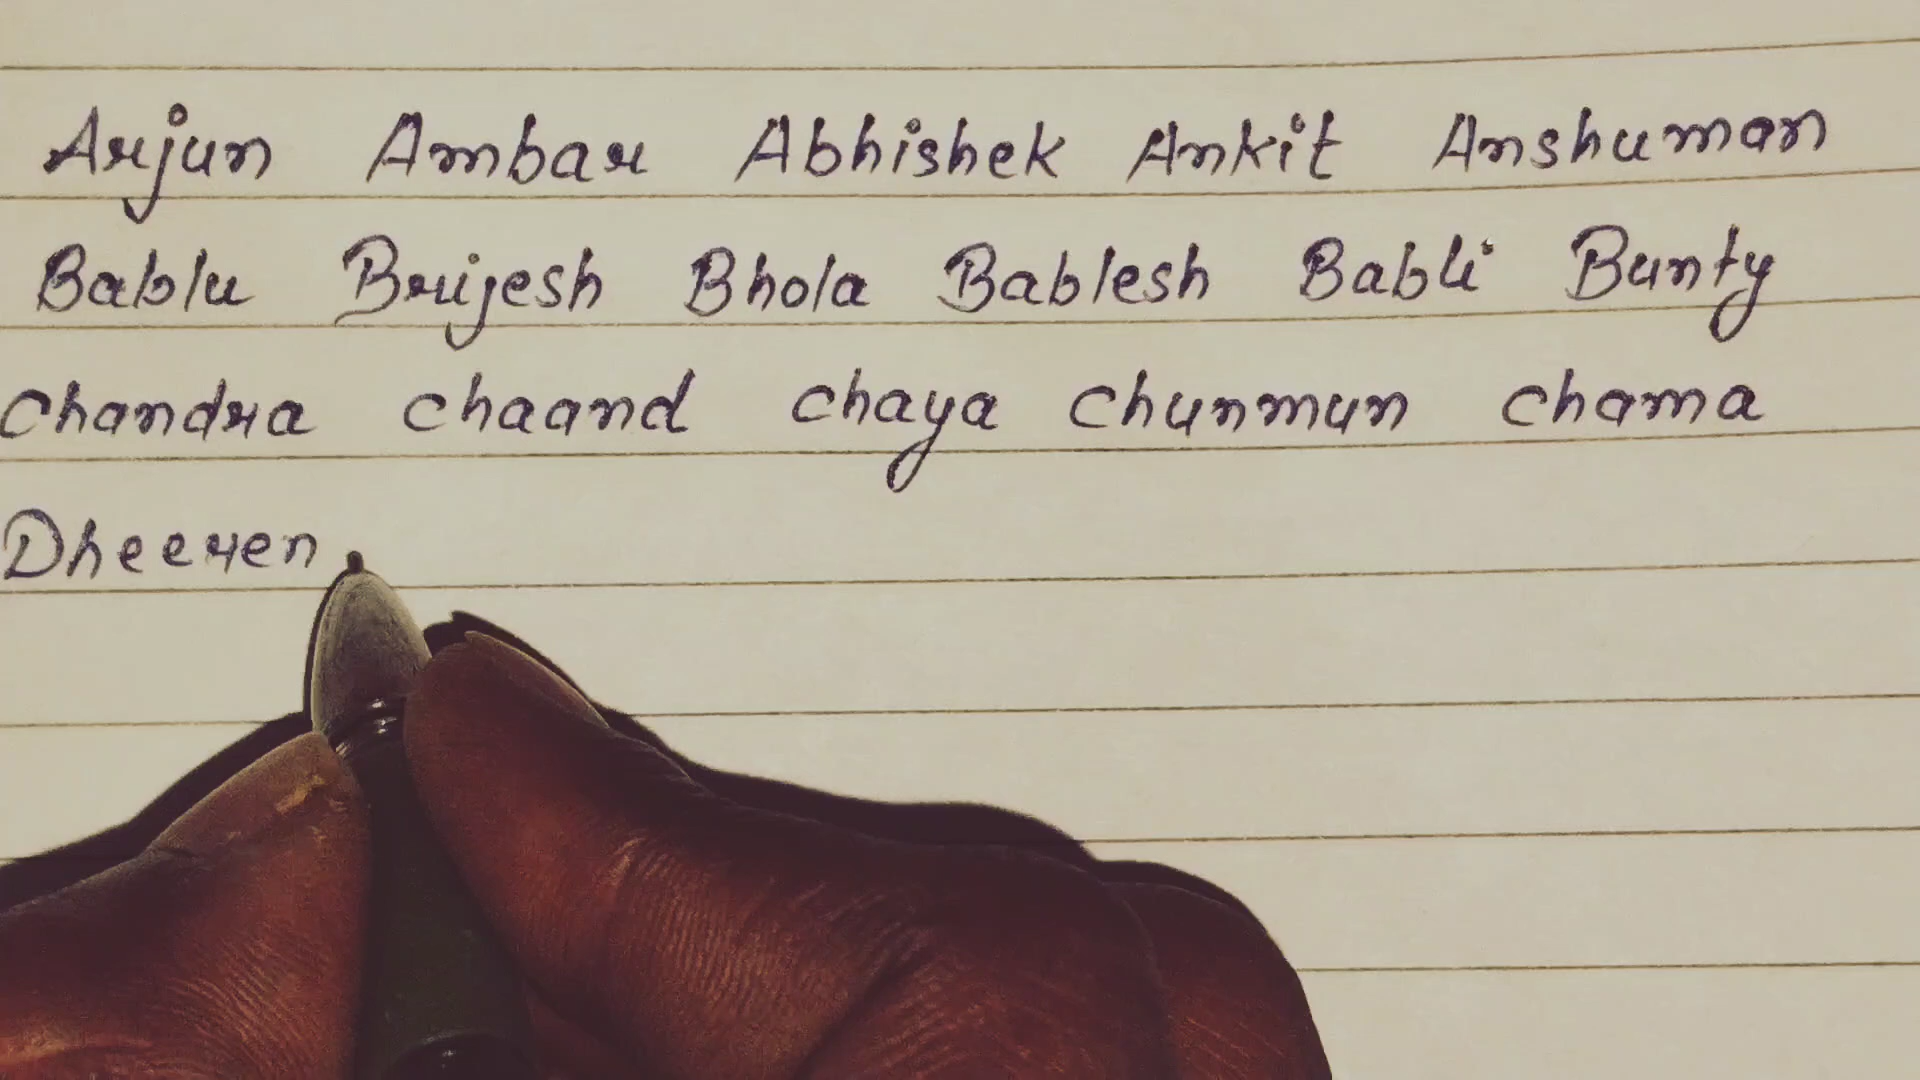 Arjun Ambar Abhishek Ankit Anshuman
Bablu Brijesh Bhola Bablesh Babli Bunty
Chandra Chaand Chaya Chunmun Chama
Dheeren